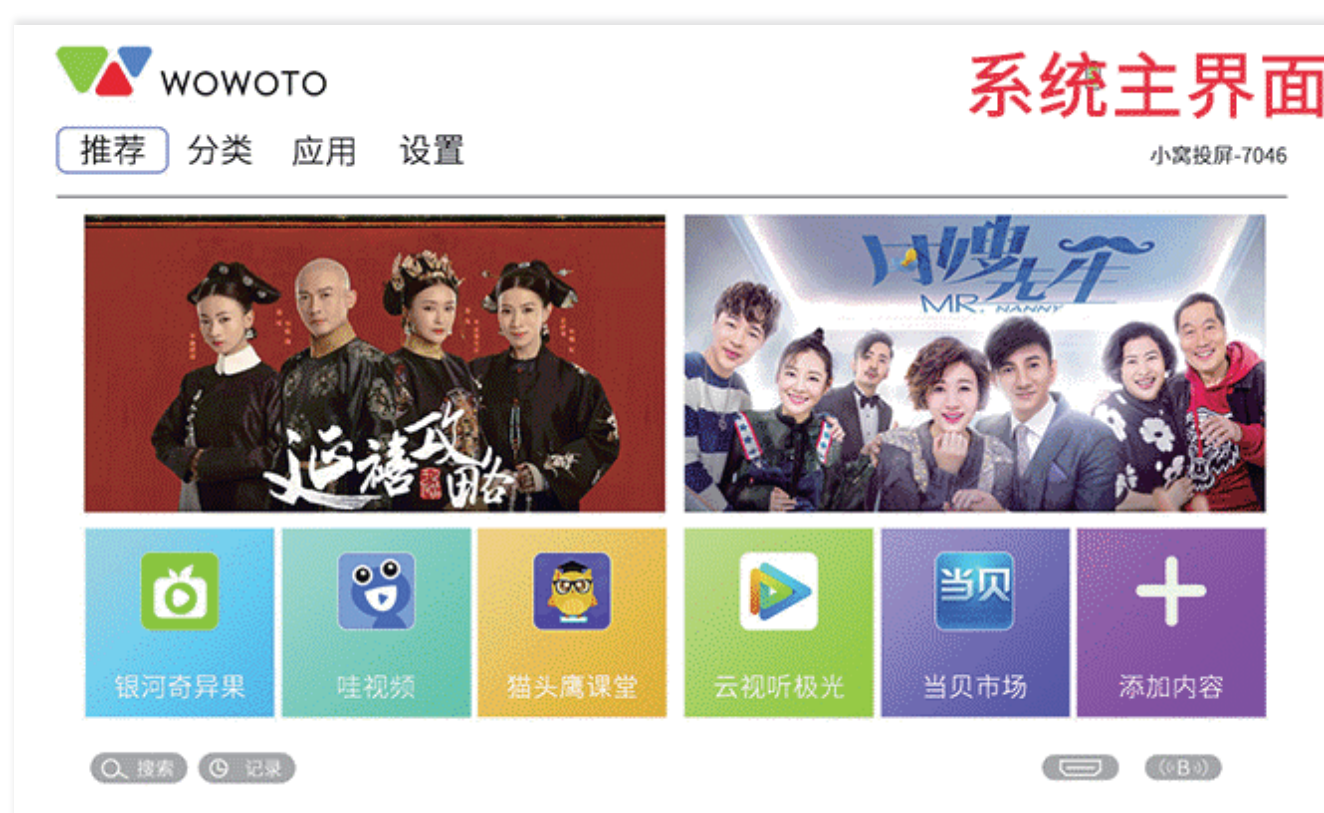 WOWOTO
系统主界面
推荐 分类 应用 设置
小窝投屏-7046
延禧攻略
月嫂先生
MR. NANNY
当贝
银河奇异果
哇视频
猫头鹰课堂
云视听极光
当贝市场
添加内容
搜索
记录
B